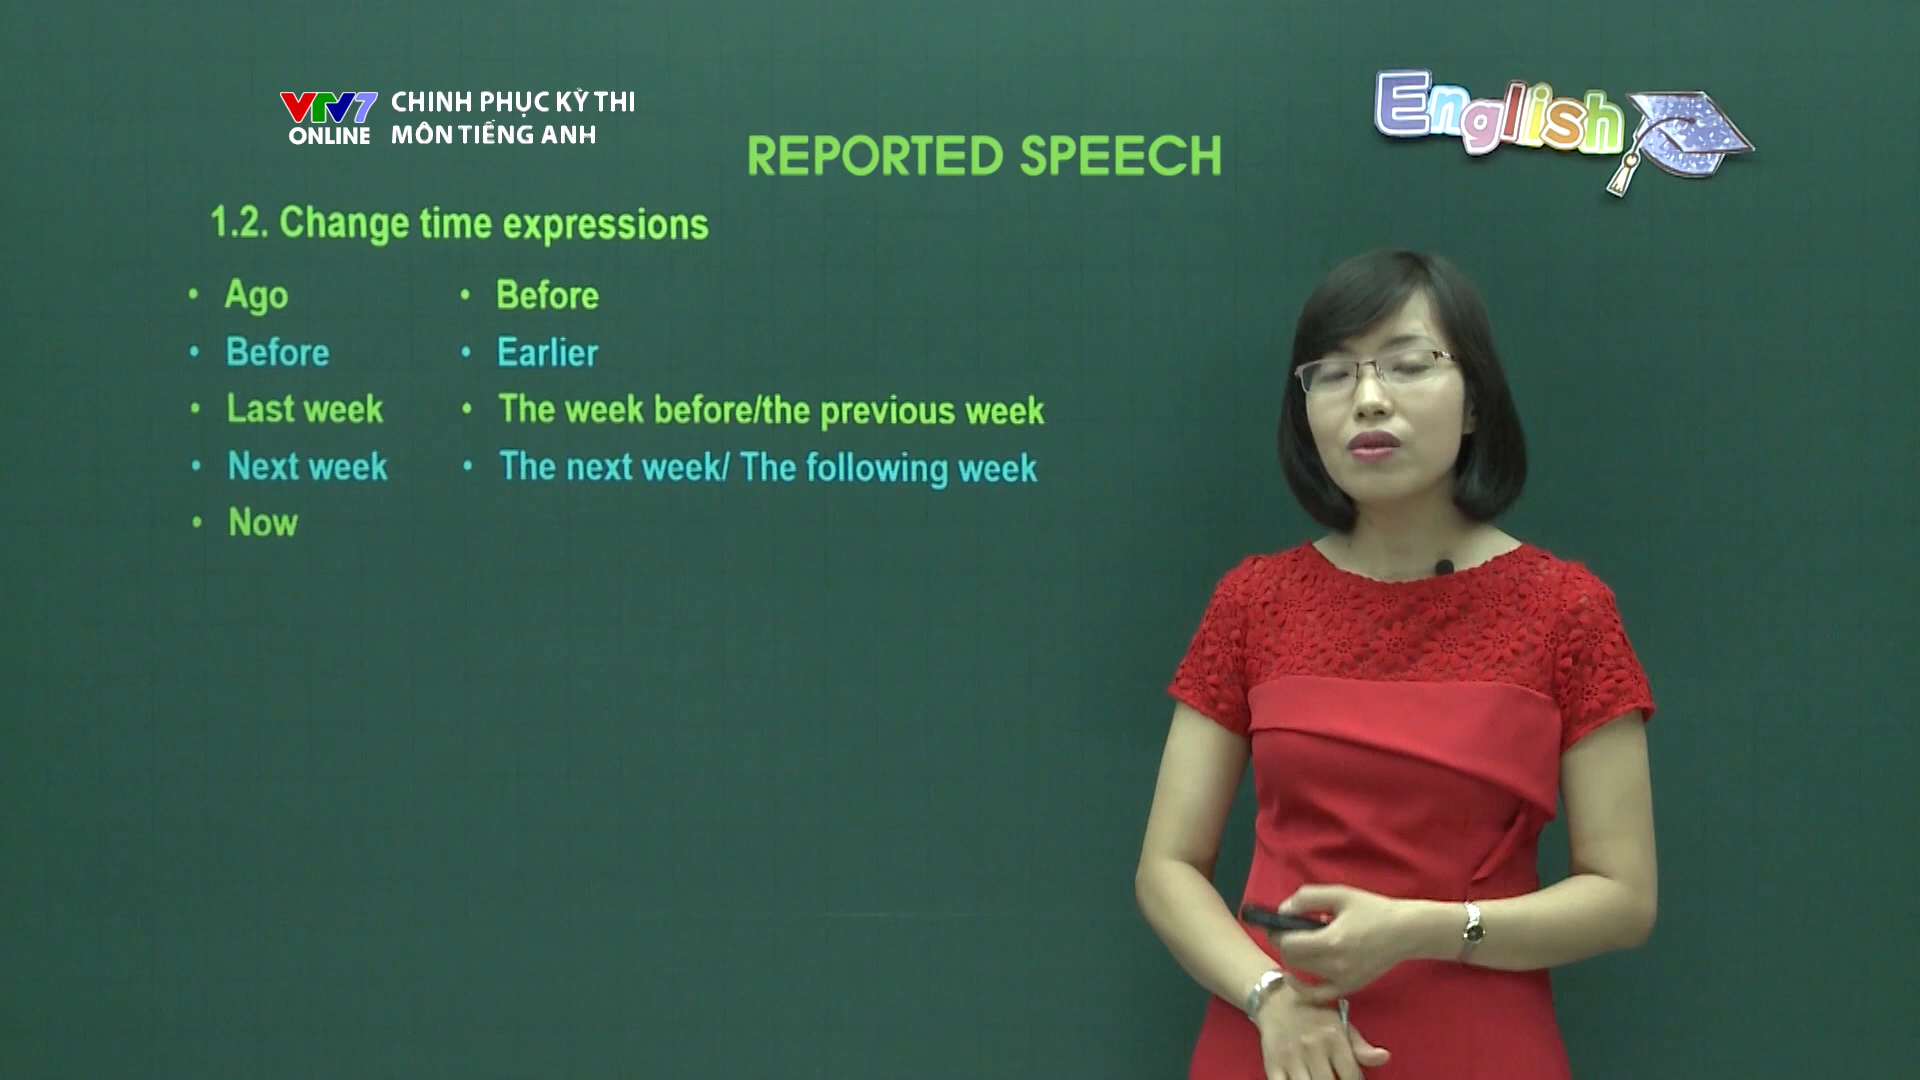 VTV7
ONLINE
CHINH PHỤC KỲ THI
MÔN TIẾNG ANH
English
REPORTED SPEECH
1.2. Change time expressions
• Ago • Before
• Before • Earlier
• Last week • The week before/the previous week
• Next week • The next week/ The following week
• Now